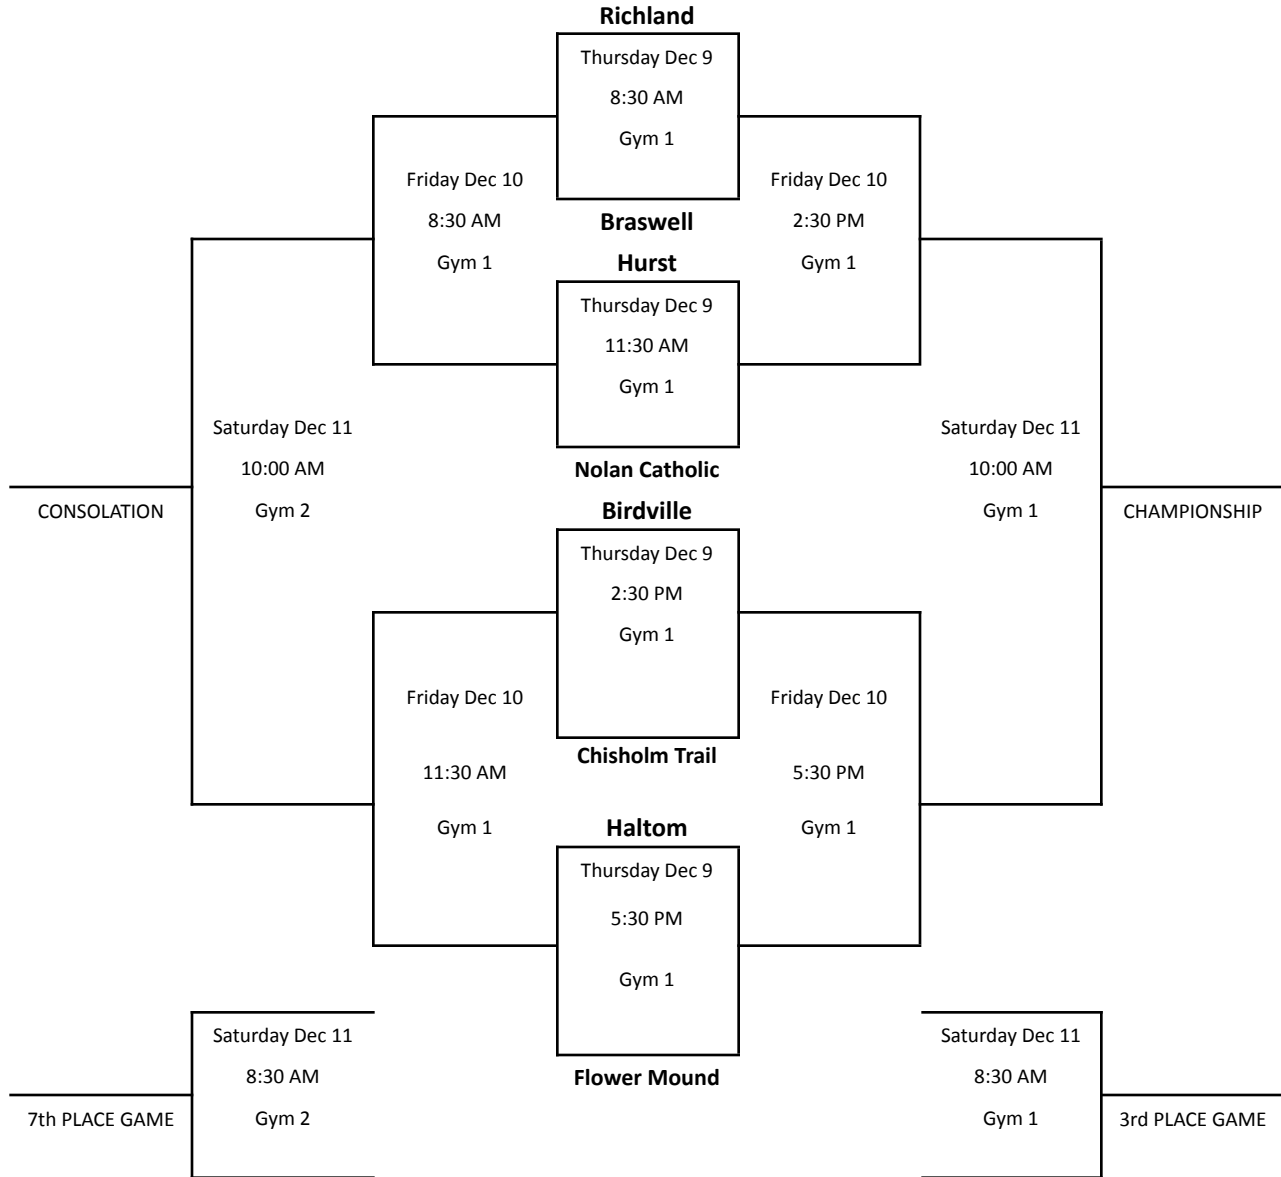 Richland
Thursday Dec 9
8:30 AM
Gym 1
Friday Dec 10
8:30 AM
Gym 1
Friday Dec 10
2:30 PM
Gym 1
Braswell
Hurst
Thursday Dec 9
11:30 AM
Gym 1
Nolan Catholic
Saturday Dec 11
10:00 AM
Gym 2
CONSOLATION
Saturday Dec 11
10:00 AM
Gym 1
CHAMPIONSHIP
Birdville
Thursday Dec 9
2:30 PM
Gym 1
Friday Dec 10
11:30 AM
Gym 1
Friday Dec 10
5:30 PM
Gym 1
Chisholm Trail
Haltom
Thursday Dec 9
5:30 PM
Gym 1
Flower Mound
Saturday Dec 11
8:30 AM
Gym 2
7th PLACE GAME
Saturday Dec 11
8:30 AM
Gym 1
3rd PLACE GAME